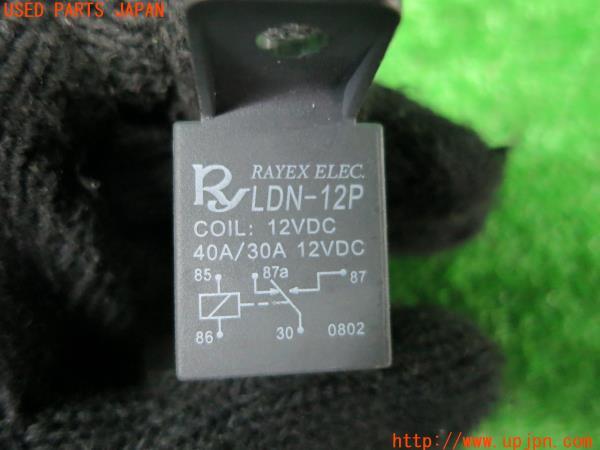 USED PARTS JAPAN
Ry RAYEX ELEC.
LDN-12P
COIL: 12VDC
40A/30A 12VDC
85 87a 87
86 30 0802
http://www.upjpn.com/